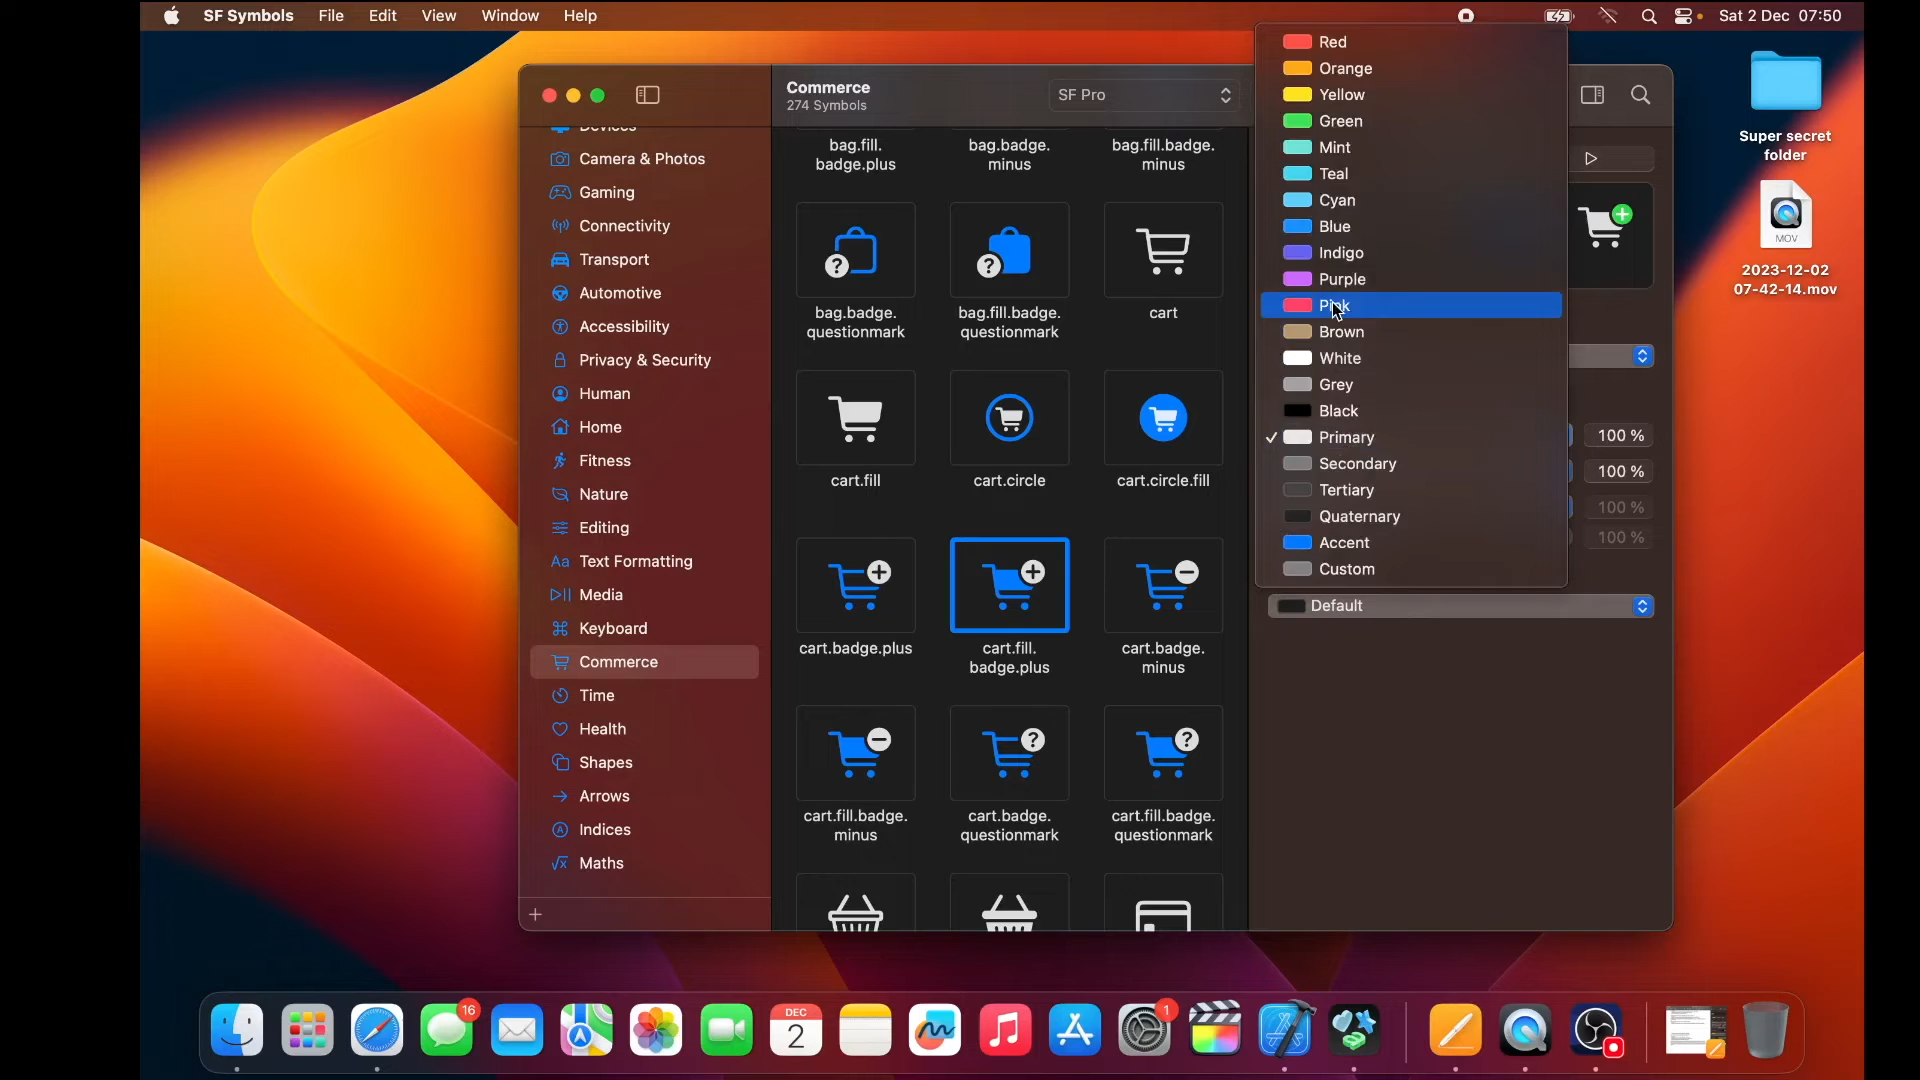 SF Symbols File Edit View Window Help
Sat 2 Dec 07:50
Devices
Camera & Photos
Gaming
Connectivity
Transport
Automotive
Accessibility
Privacy & Security
Human
Home
Fitness
Nature
Editing
Aa Text Formatting
Media
Keyboard
Commerce
Time
Health
Shapes
Arrows
Indices
Maths
+
Commerce
274 Symbols
SF Pro
bag.fill.
badge.plus
bag.badge.
minus
bag.fill.badge.
minus
bag.badge.
questionmark
bag.fill.badge.
questionmark
cart
cart.fill
cart.circle
cart.circle.fill
cart.badge.plus
cart.fill.
badge.plus
cart.badge.
minus
cart.fill.badge.
minus
cart.badge.
questionmark
cart.fill.badge.
questionmark
Red
Orange
Yellow
Green
Mint
Teal
Cyan
Blue
Indigo
Purple
Pink
Brown
White
Grey
Black
✓ Primary
Secondary
Tertiary
Quaternary
Accent
Custom
100 %
100 %
100 %
100 %
Default
Super secret
folder
MOV
2023-12-02
07-42-14.mov
16
DEC
2
1